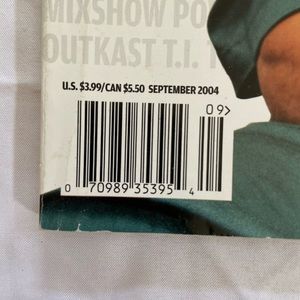 MIXSHOW PO
OUTKAST T.I. T
U.S. $3.99/CAN $5.50 SEPTEMBER 2004
09>
0 70989 35395 4